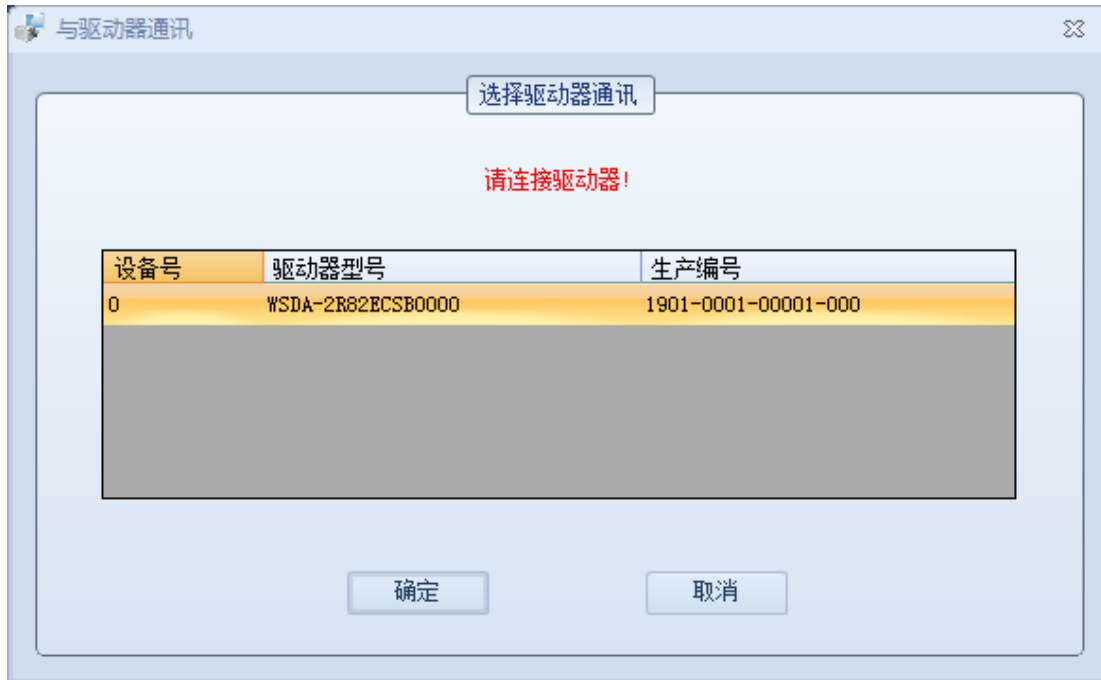 与驱动器通讯
选择驱动器通讯
请连接驱动器!
设备号 驱动器型号 生产编号
0 WSDA-2R82ECSB0000 1901-0001-00001-000
确定 取消